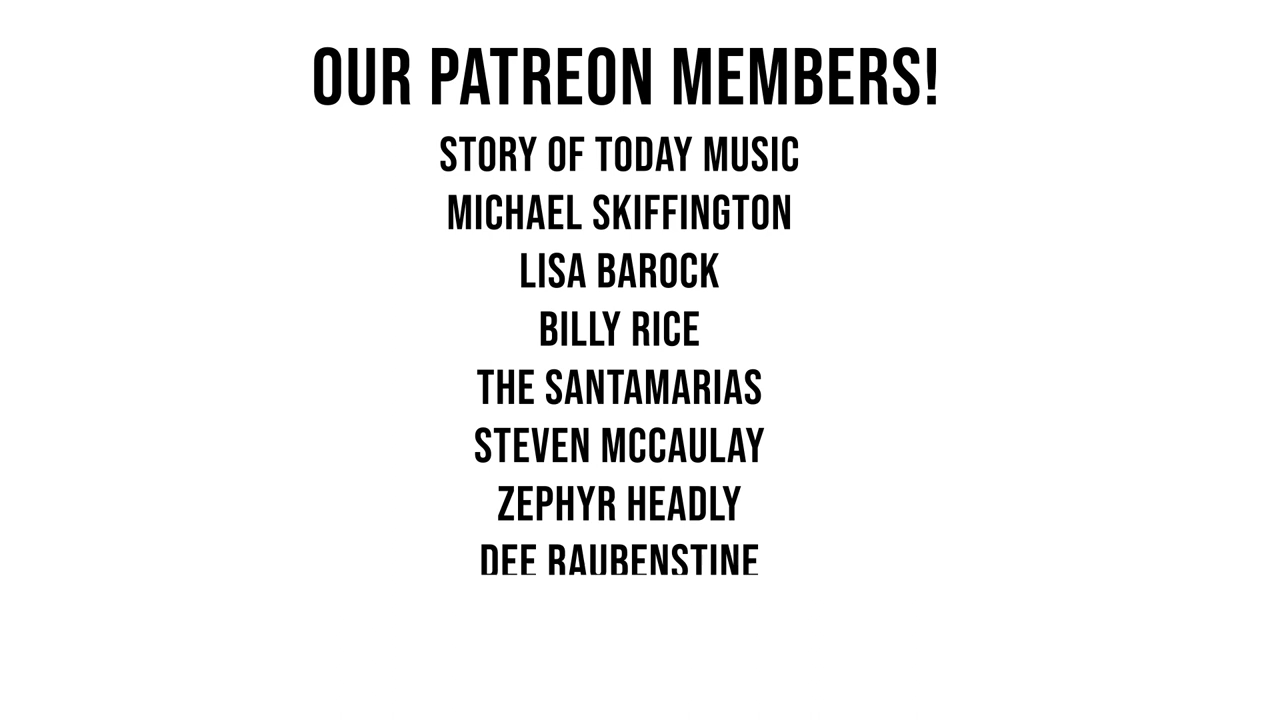 OUR PATREON MEMBERS!
STORY OF TODAY MUSIC
MICHAEL SKIFFINGTON
LISA BAROCK
BILLY RICE
THE SANTAMARIAS
STEVEN MCCAULAY
ZEPHYR HEADLY
DEE RAUBENSTINE